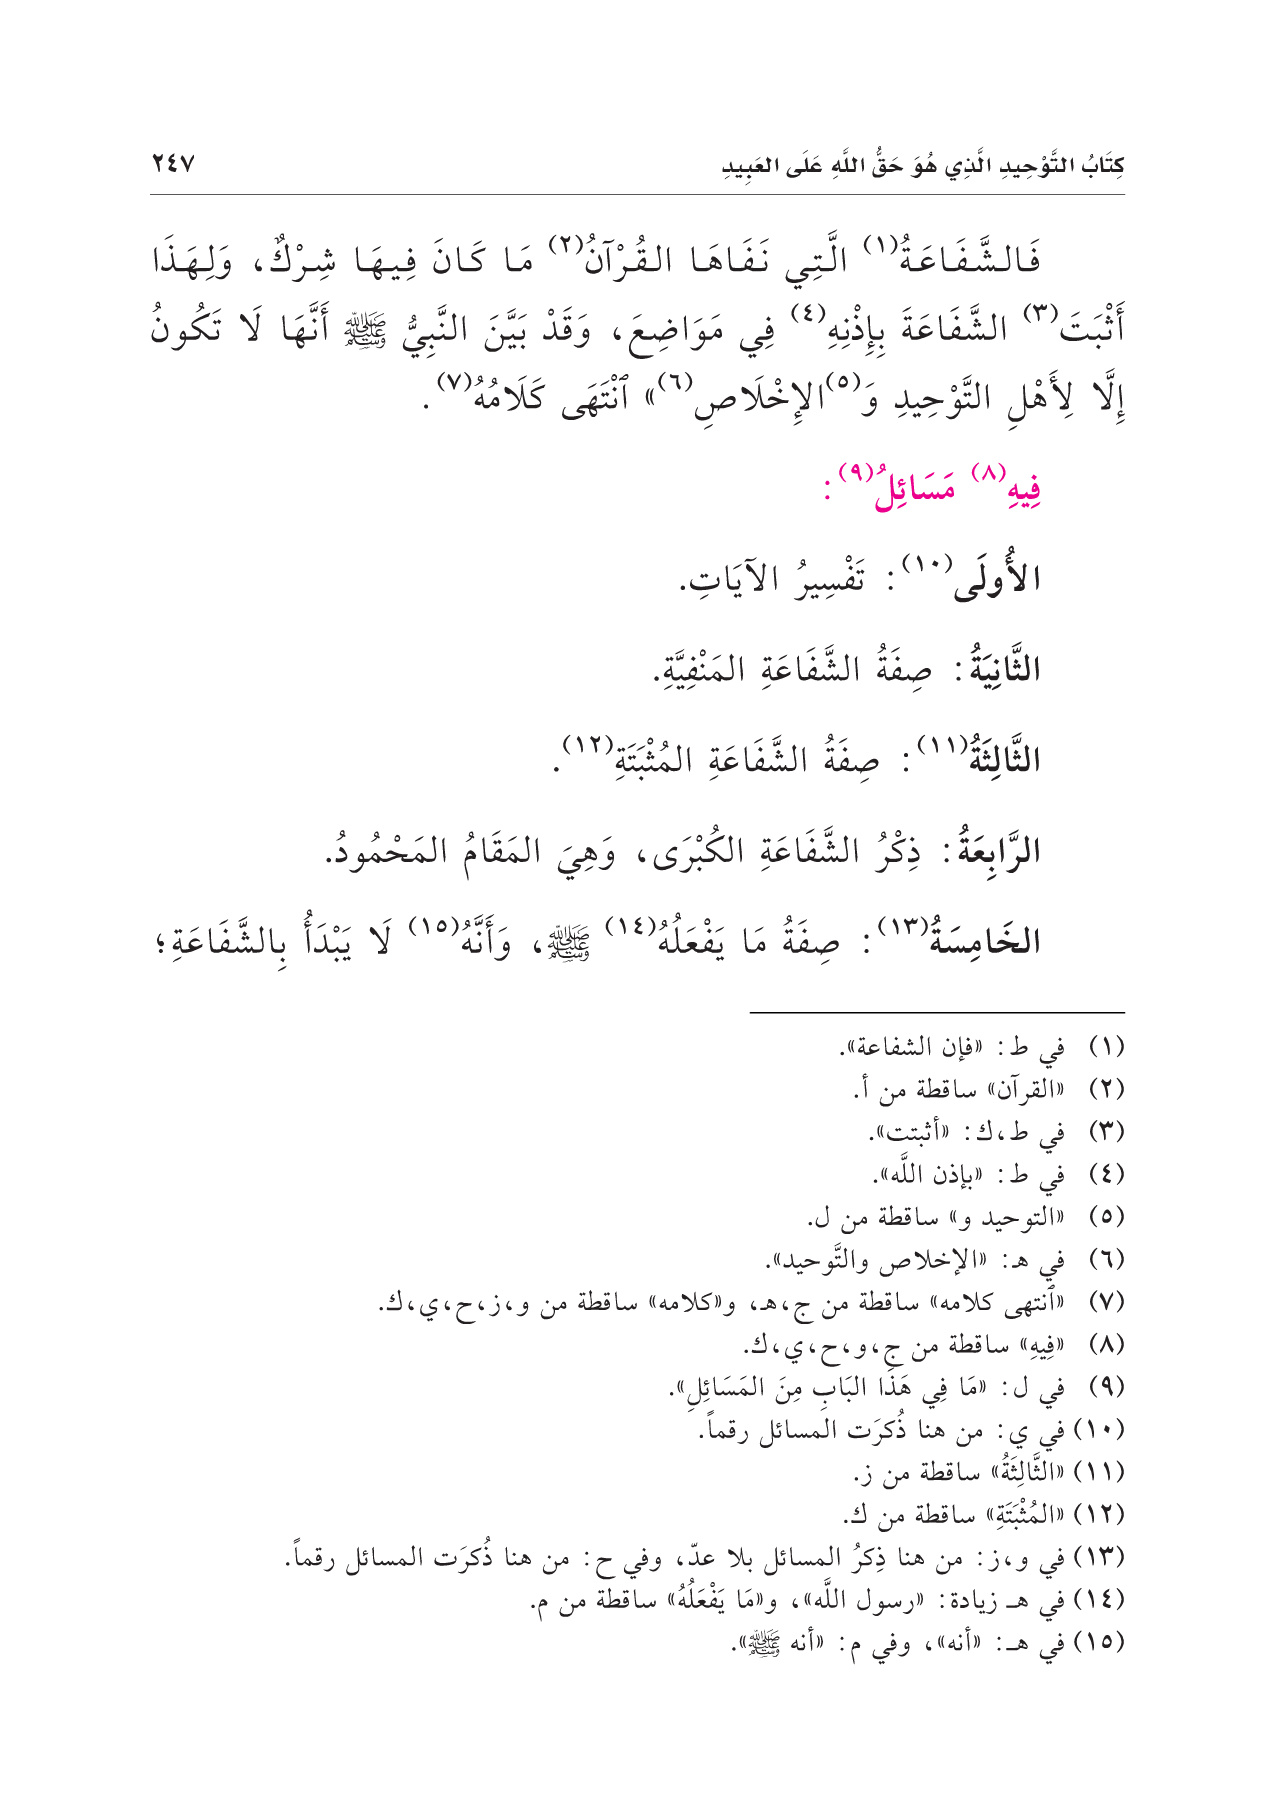 كِتَابُ التَّوْحِيدِ الَّذِي هُوَ حَقُّ اللَّهِ عَلَى العَبِيدِ ٢٤٧
فَالشَّفَاعَةُ(١) الَّتِي نَفَاهَا القُرْآنُ(٢) مَا كَانَ فِيهَا شِرْكٌ، وَلِهَذَا
أَثْبَتَ(٣) الشَّفَاعَةَ بِإِذْنِهِ(٤) فِي مَوَاضِعَ، وَقَدْ بَيَّنَ النَّبِيُّ ﷺ أَنَّهَا لَا تَكُونُ
إِلَّا لِأَهْلِ التَّوْحِيدِ وَ(٥)الإِخْلَاصِ(٦)» ٱنْتَهَى كَلَامُهُ(٧).
فِيهِ(٨) مَسَائِلُ(٩):
الأُولَى(١٠): تَفْسِيرُ الآيَاتِ.
الثَّانِيَةُ: صِفَةُ الشَّفَاعَةِ المَنْفِيَّةِ.
الثَّالِثَةُ(١١): صِفَةُ الشَّفَاعَةِ المُثْبَتَةِ(١٢).
الرَّابِعَةُ: ذِكْرُ الشَّفَاعَةِ الكُبْرَى، وَهِيَ المَقَامُ المَحْمُودُ.
الخَامِسَةُ(١٣): صِفَةُ مَا يَفْعَلُهُ(١٤) ﷺ، وَأَنَّهُ(١٥) لَا يَبْدَأُ بِالشَّفَاعَةِ؛
(١) في ط: «فإن الشفاعة».
(٢) «القرآن» ساقطة من أ.
(٣) في ط،ك: «أثبتت».
(٤) في ط: «بإذن اللَّه».
(٥) «التوحيد و» ساقطة من ل.
(٦) في هـ: «الإخلاص والتَّوحيد».
(٧) «ٱنتهى كلامه» ساقطة من ج،هـ، و«كلامه» ساقطة من و،ز،ح،ي،ك.
(٨) «فِيهِ» ساقطة من ج،و،ح،ي،ك.
(٩) في ل: «مَا فِي هَذَا البَابِ مِنَ المَسَائِلِ».
(١٠) في ي: من هنا ذُكرَت المسائل رقماً.
(١١) «الثَّالِثَةُ» ساقطة من ز.
(١٢) «المُثْبَتَةِ» ساقطة من ك.
(١٣) في و،ز: من هنا ذِكرُ المسائل بلا عدّ، وفي ح: من هنا ذُكرَت المسائل رقماً.
(١٤) في هـ زيادة: «رسول اللَّه»، و«مَا يَفْعَلُهُ» ساقطة من م.
(١٥) في هـ: «أنه»، وفي م: «أنه ﷺ».